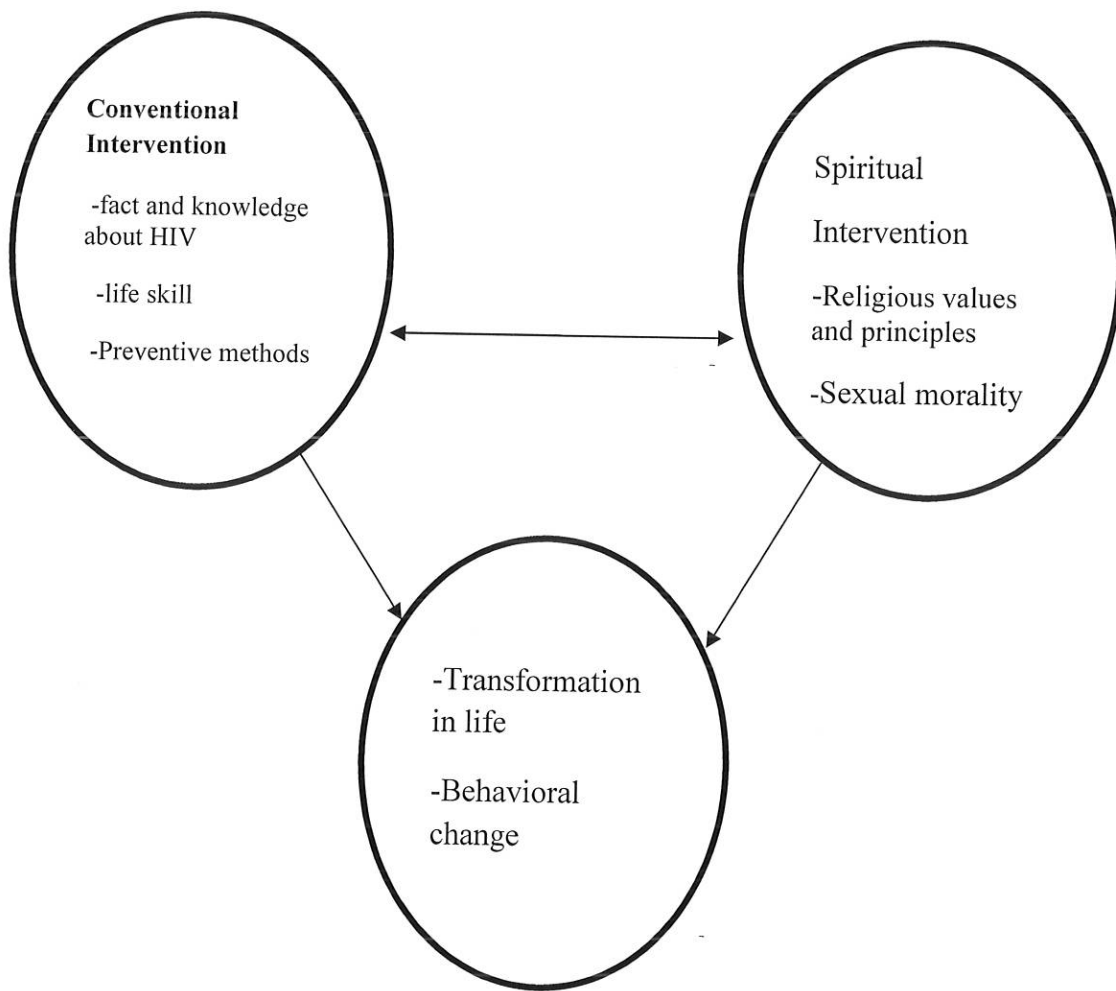 Conventional
Intervention
-fact and knowledge
about HIV
-life skill
-Preventive methods
Spiritual
Intervention
-Religious values
and principles
-Sexual morality
-Transformation
in life
-Behavioral
change